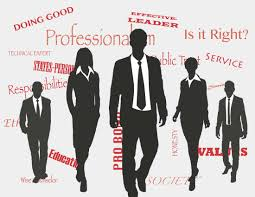 DOING GOOD
EFFECTIVE
LEADER
Professionalism
Is it Right?
TECHNICAL EXPERT
STATES-PERSON
Public Trust
SERVICE
Responsibilities
Education
PRO BONO
HONESTY
VALUES
SOCIETY